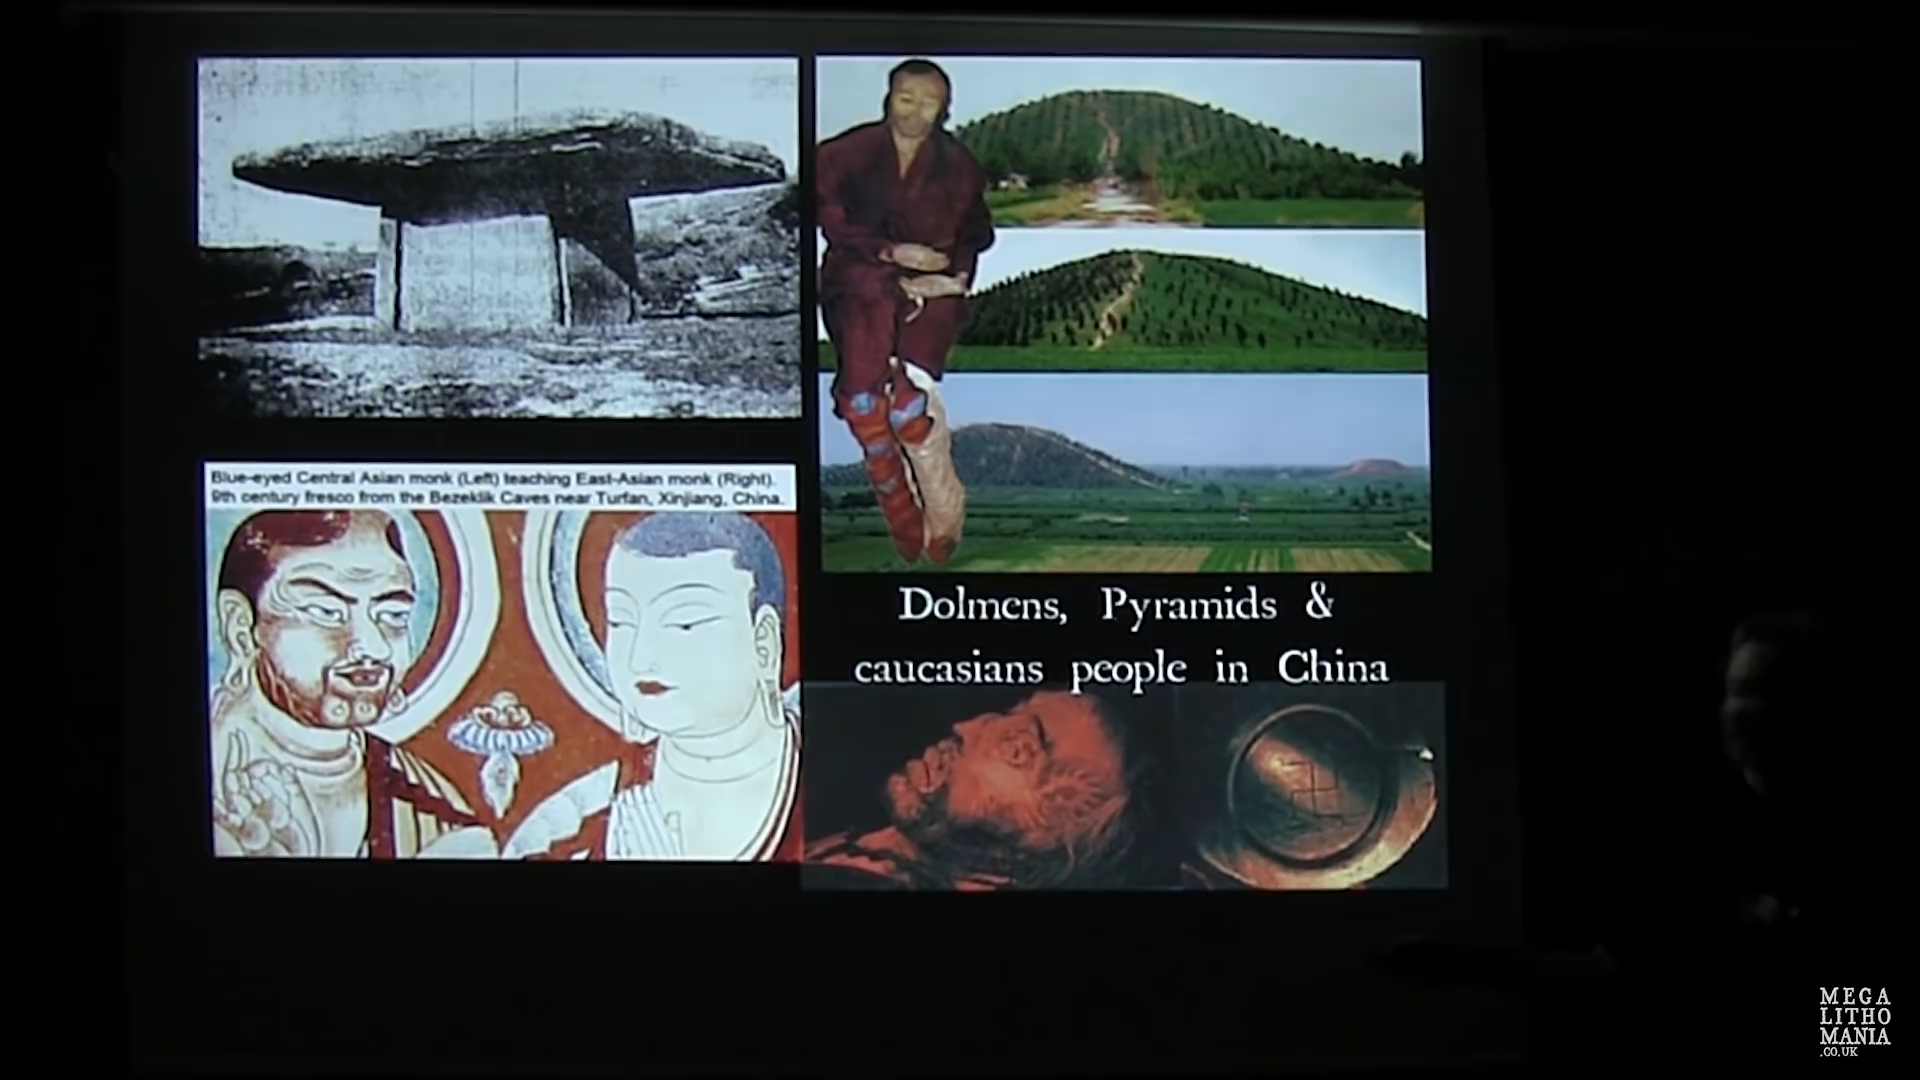 Blue-eyed Central Asian monk (Left) teaching East-Asian monk (Right).
9th century fresco from the Bezeklik Caves near Turfan, Xinjiang, China.
Dolmens, Pyramids &
caucasians people in China
MEGA
LITHO
MANIA
.CO.UK